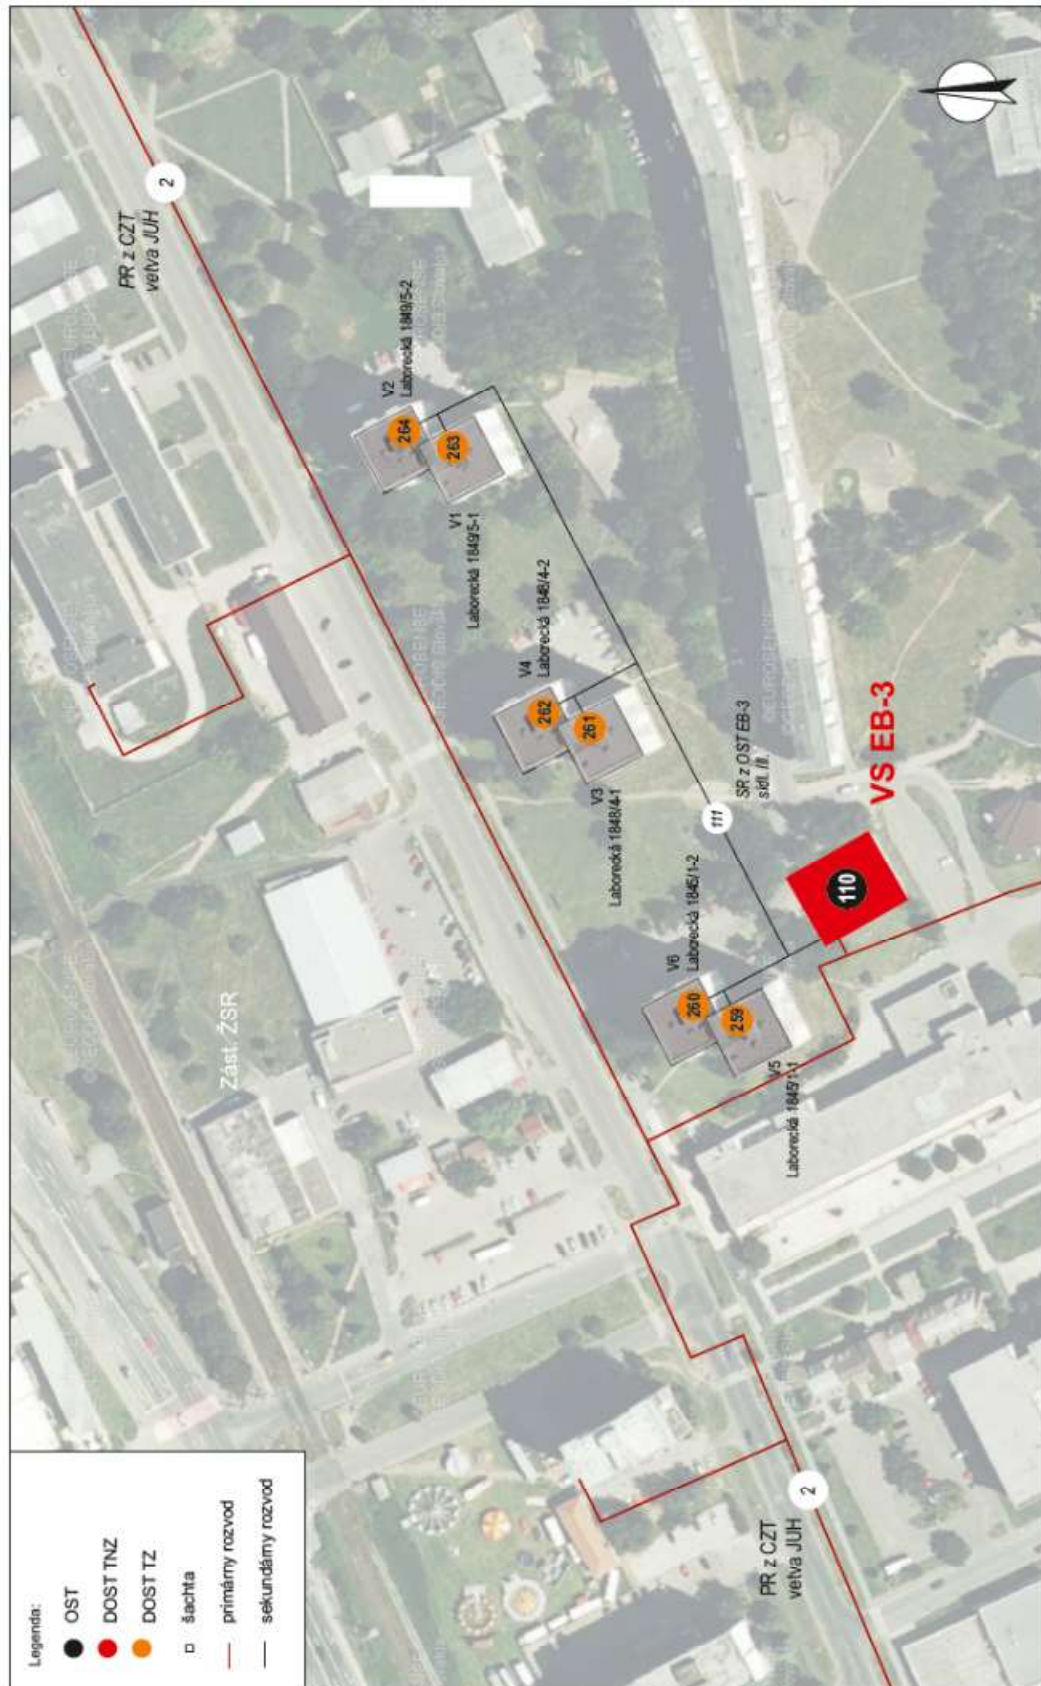 PR z CZT
vetva JUH
2
V2
Laborecká 1849/5-2
264
263
V1
Laborecká 1849/5-1
V4
Laborecká 1848/4-2
262
261
V3
Laborecká 1848/4-1
SR z OST EB-3
sídl. III.
111
VS EB-3
110
V6
Laborecká 1845/1-2
260
259
V5
Laborecká 1845/1-1
Zást. ŽSR
PR z CZT
vetva JUH
2
Legenda:
OST
DOST TNZ
DOST TZ
šachta
primárny rozvod
sekundárny rozvod
©EUROSENSE